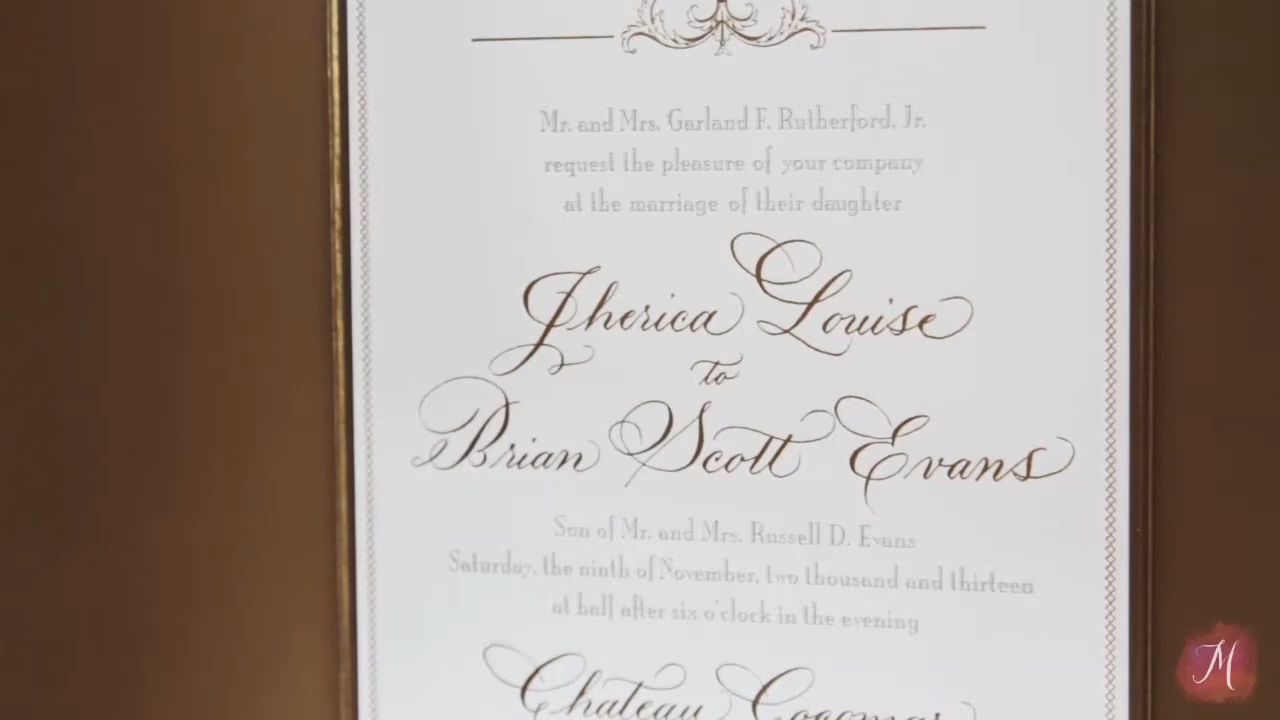 Mr. and Mrs. Garland F. Rutherford, Jr.
request the pleasure of your company
at the marriage of their daughter
Jherica Louise
to
Brian Scott Evans
Son of Mr. and Mrs. Russell D. Evans
Saturday, the ninth of November, two thousand and thirteen
at half after six o'clock in the evening
Chateau
M